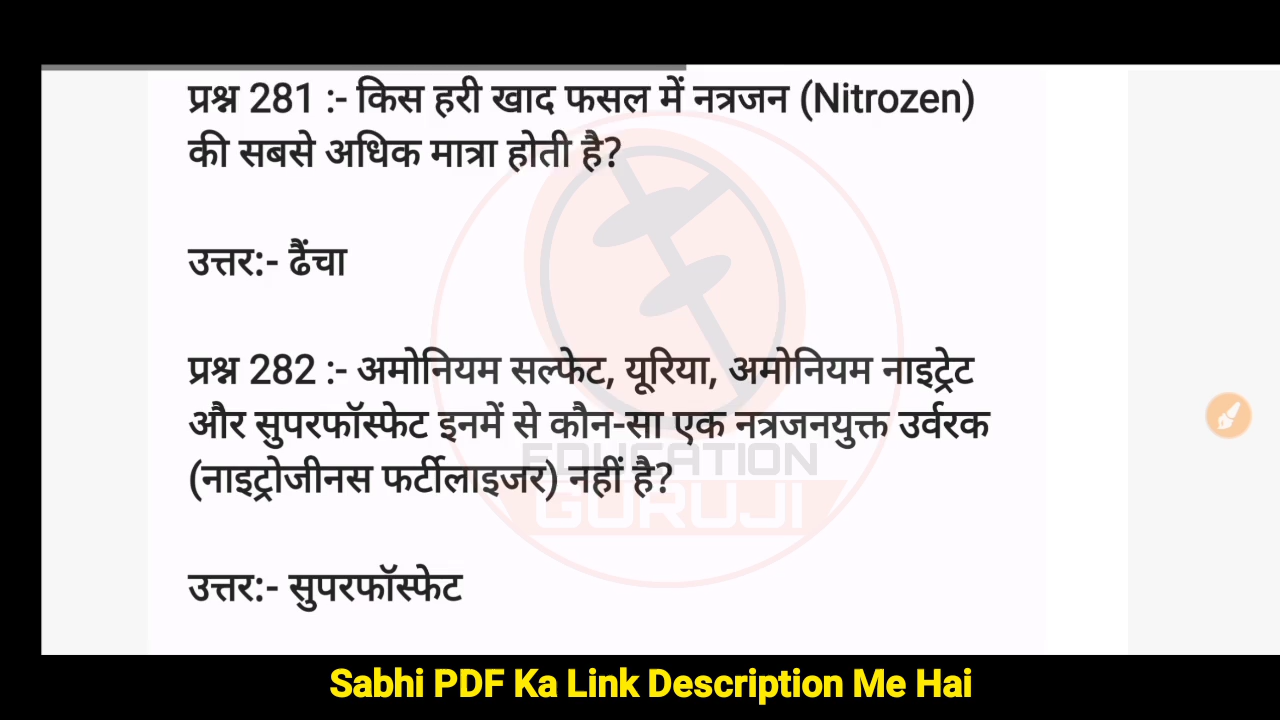 प्रश्न 281 :- किस हरी खाद फसल में नत्रजन (Nitrozen)
की सबसे अधिक मात्रा होती है?
उत्तर:- ढैंचा
प्रश्न 282 :- अमोनियम सल्फेट, यूरिया, अमोनियम नाइट्रेट
और सुपरफॉस्फेट इनमें से कौन-सा एक नत्रजनयुक्त उर्वरक
EDUCATION
(नाइट्रोजीनस फर्टीलाइजर) नहीं है?
GURUJI
उत्तर:- सुपरफॉस्फेट
Sabhi PDF Ka Link Description Me Hai